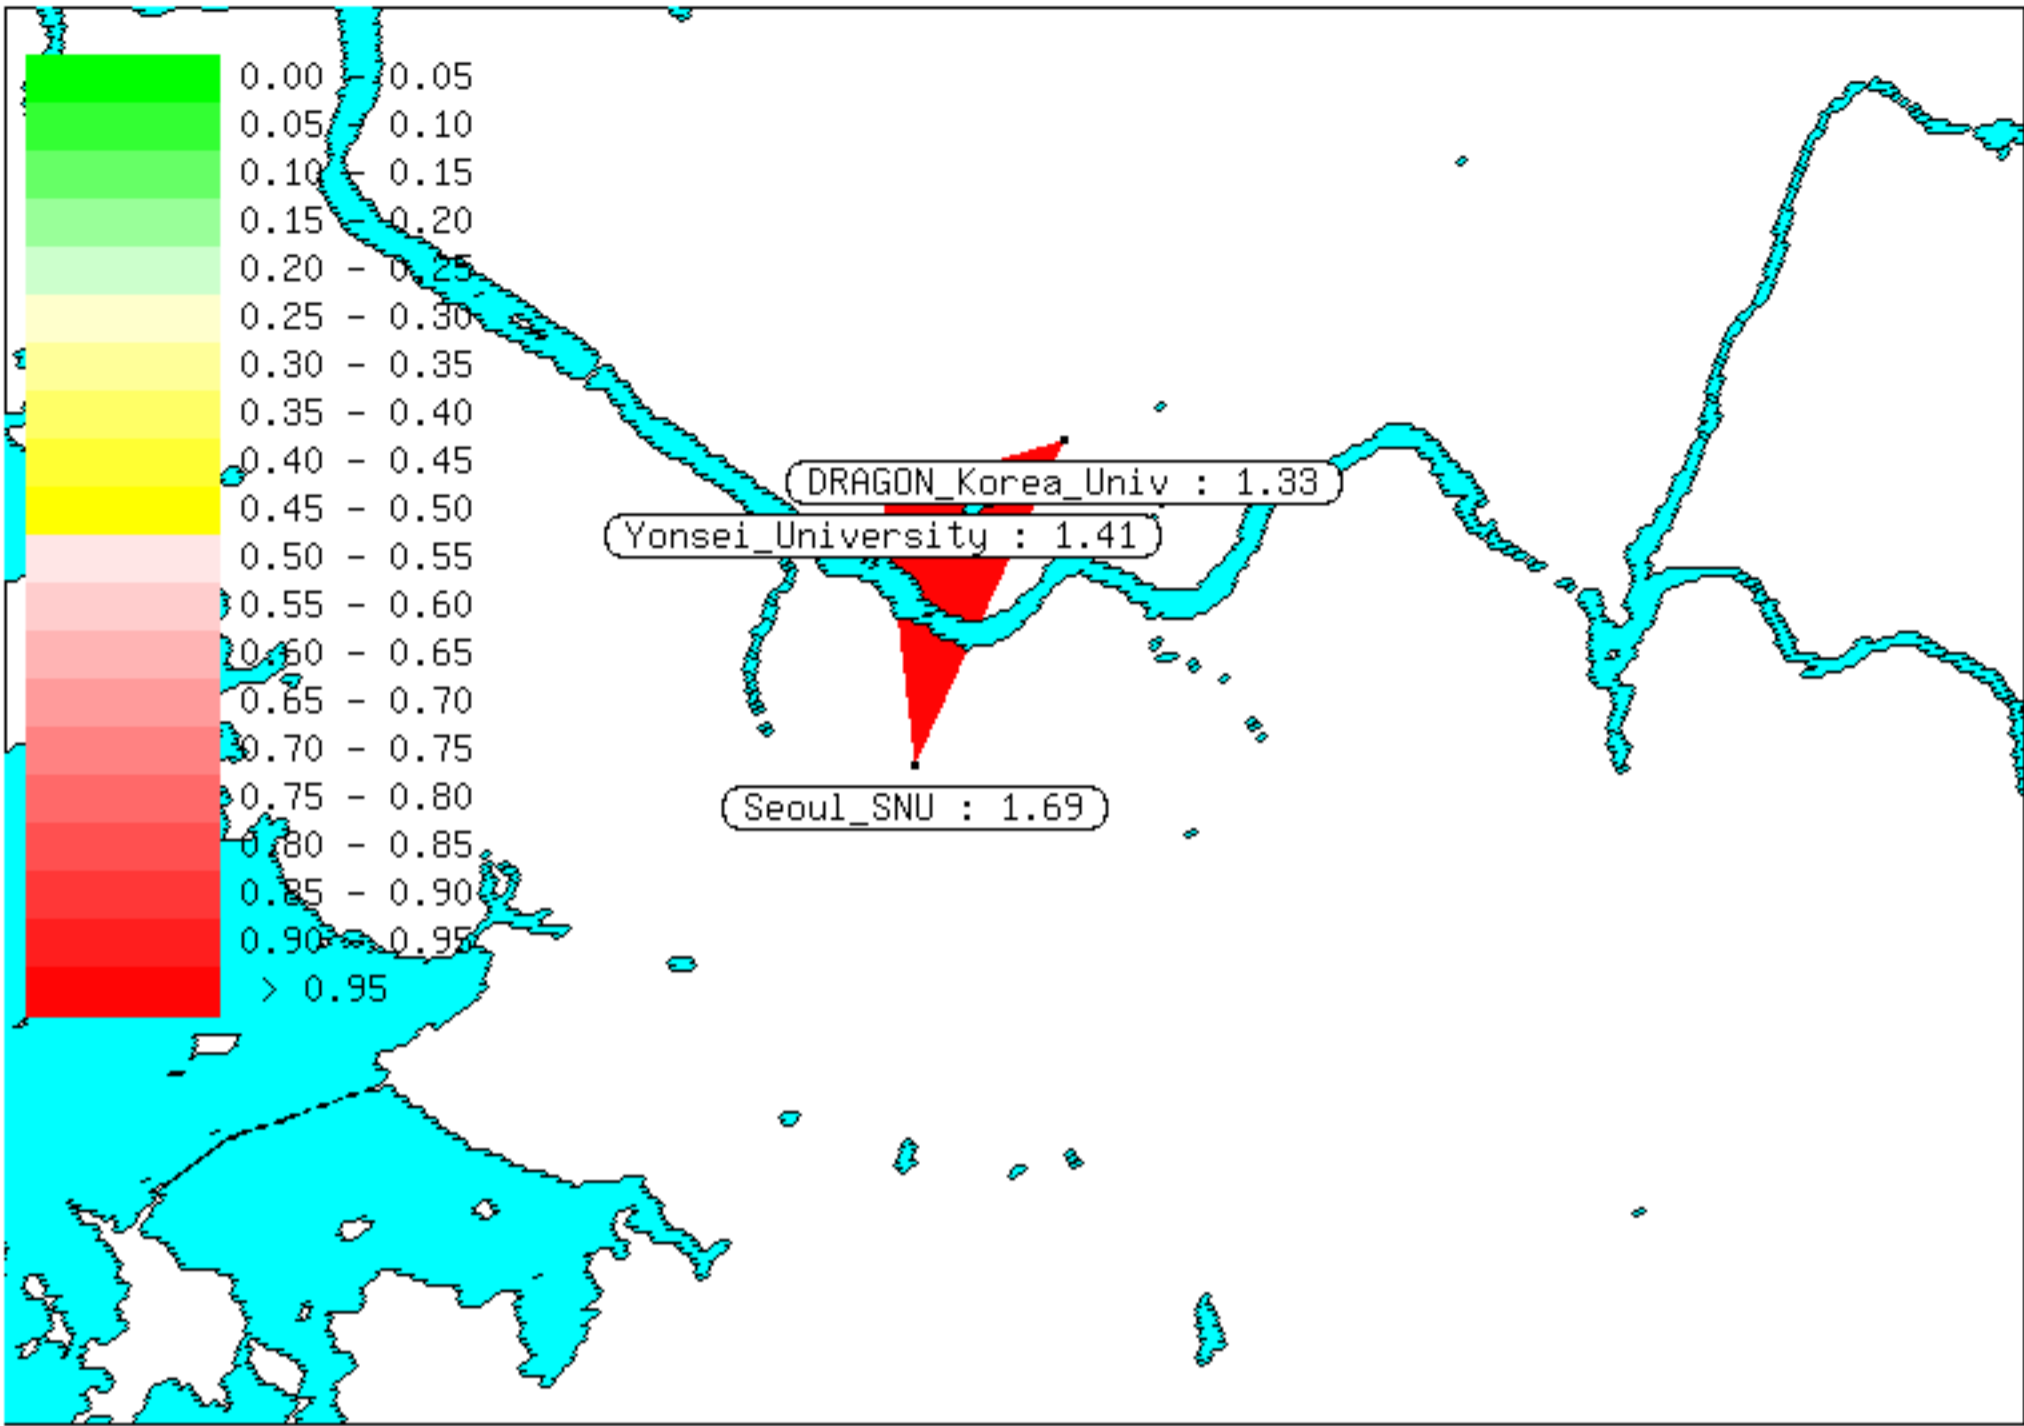 0.00 - 0.05
0.05 - 0.10
0.10 - 0.15
0.15 - 0.20
0.20 - 0.25
0.25 - 0.30
0.30 - 0.35
0.35 - 0.40
0.40 - 0.45
0.45 - 0.50
0.50 - 0.55
0.55 - 0.60
0.60 - 0.65
0.65 - 0.70
0.70 - 0.75
0.75 - 0.80
0.80 - 0.85
0.85 - 0.90
0.90 - 0.95
> 0.95
DRAGON_Korea_Univ : 1.33
Yonsei_University : 1.41
Seoul_SNU : 1.69